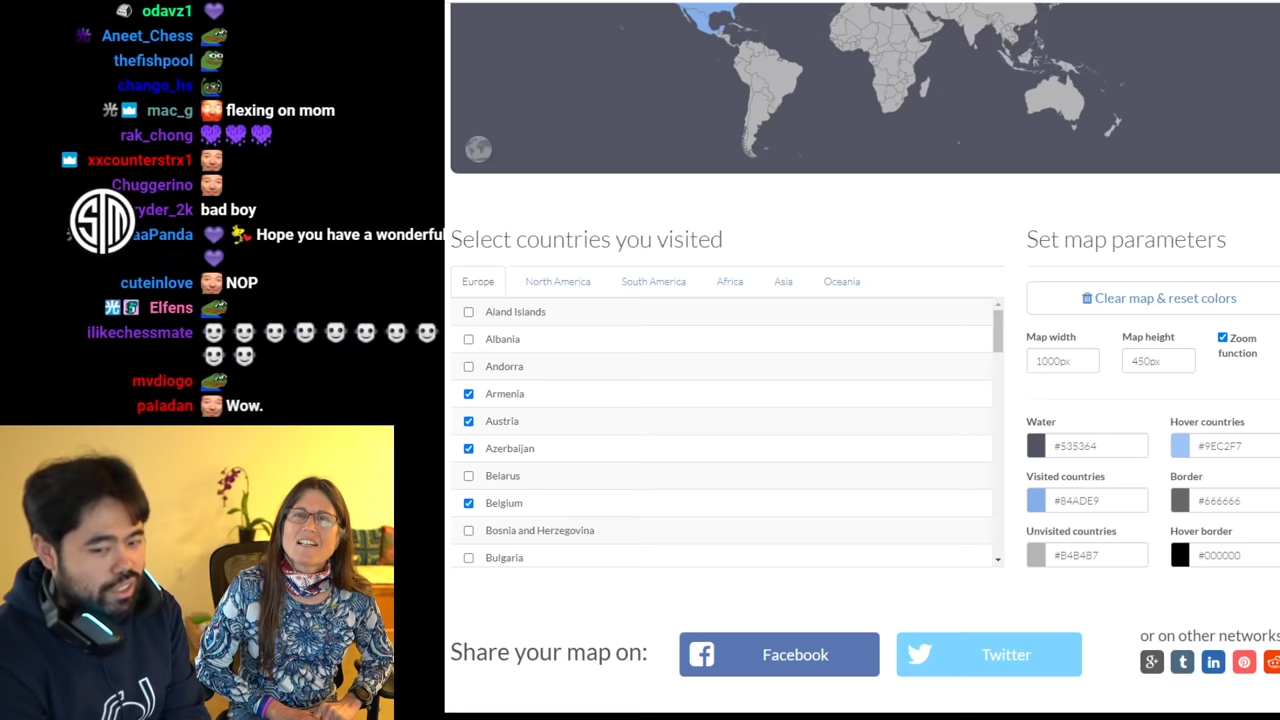 odavz1
Aneet_Chess
thefishpool
chango_hs
mac_g flexing on mom
rak_chong
xxcounterstrx1
Chuggerino
ryder_2k bad boy
aaPanda Hope you have a wonderful
cuteinlove NOP
Elfens
ilikechessmate
mvdiogo
paladan Wow.
Select countries you visited
Europe North America South America Africa Asia Oceania
Aland Islands
Albania
Andorra
Armenia
Austria
Azerbaijan
Belarus
Belgium
Bosnia and Herzegovina
Bulgaria
Set map parameters
Clear map & reset colors
Map width Map height Zoom function
1000px 450px
Water Hover countries
#535364 #9EC2F7
Visited countries Border
#84ADE9 #666666
Unvisited countries Hover border
#B4B4B7 #000000
Share your map on: Facebook Twitter
or on other networks